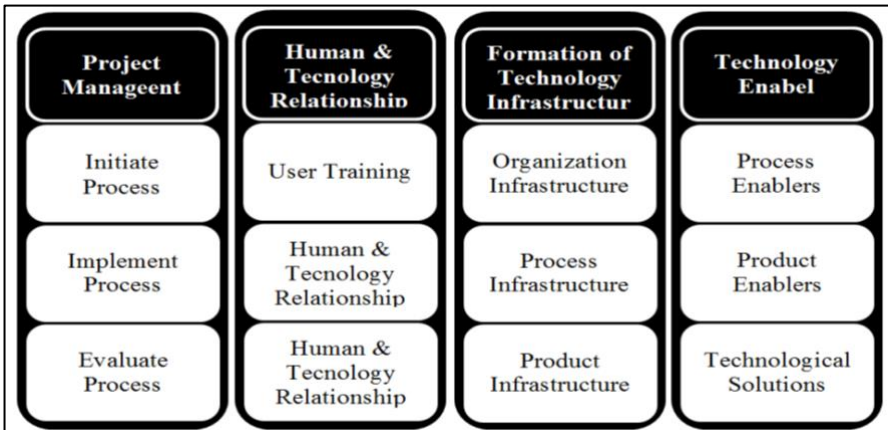 Project
Manageent
Initiate
Process
Implement
Process
Evaluate
Process
Human &
Tecnology
Relationship
User Training
Human &
Tecnology
Relationship
Human &
Tecnology
Relationship
Formation of
Technology
Infrastructur
Organization
Infrastructure
Process
Infrastructure
Product
Infrastructure
Technology
Enabel
Process
Enablers
Product
Enablers
Technological
Solutions